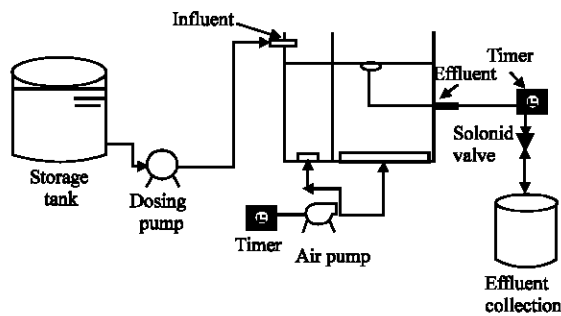 Influent
Timer
Effluent
Solonid
valve
Storage
tank
Dosing
pump
Timer
Air pump
Effluent
collection